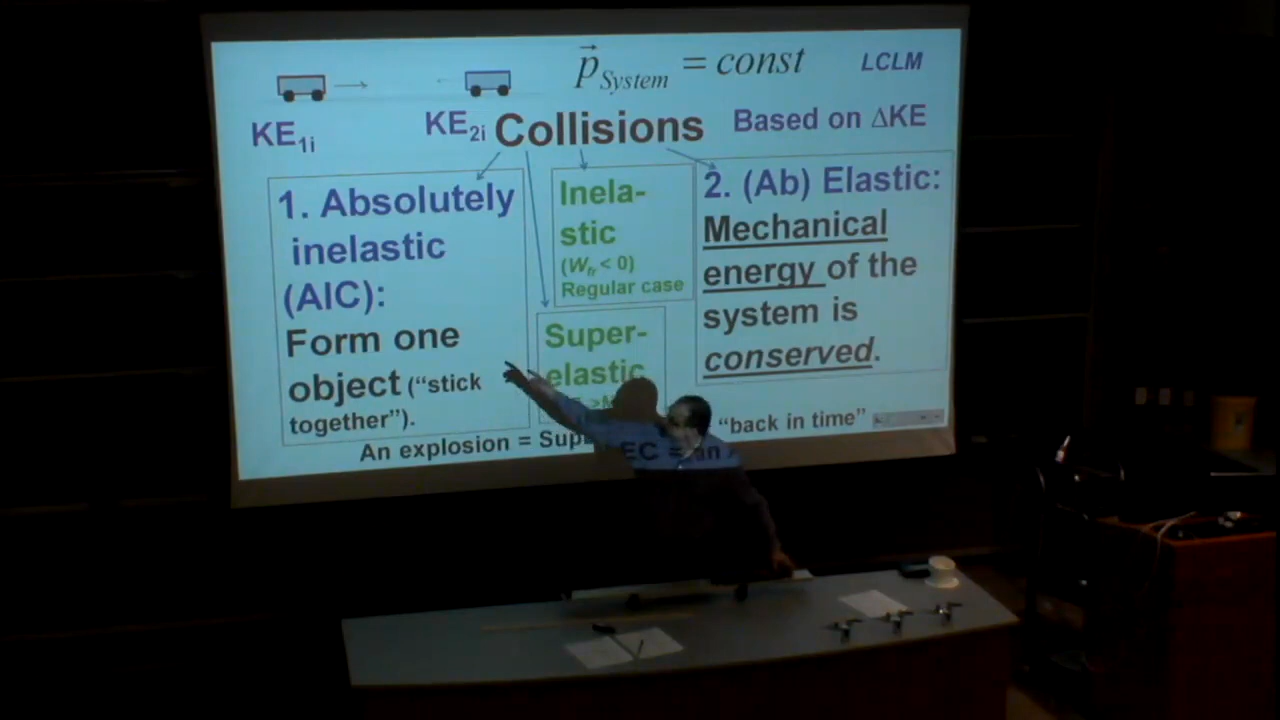 p⃗System = const
LCLM
KE1i
KE2i
Collisions
Based on ΔKE
1. Absolutely
inelastic
(AIC):
Form one
object (“stick
together”).
Inela-
stic
(Wfr < 0)
Regular case
Super-
elastic
2. (Ab) Elastic:
Mechanical
energy of the
system is
conserved.
An explosion = Sup EC = an “back in time”